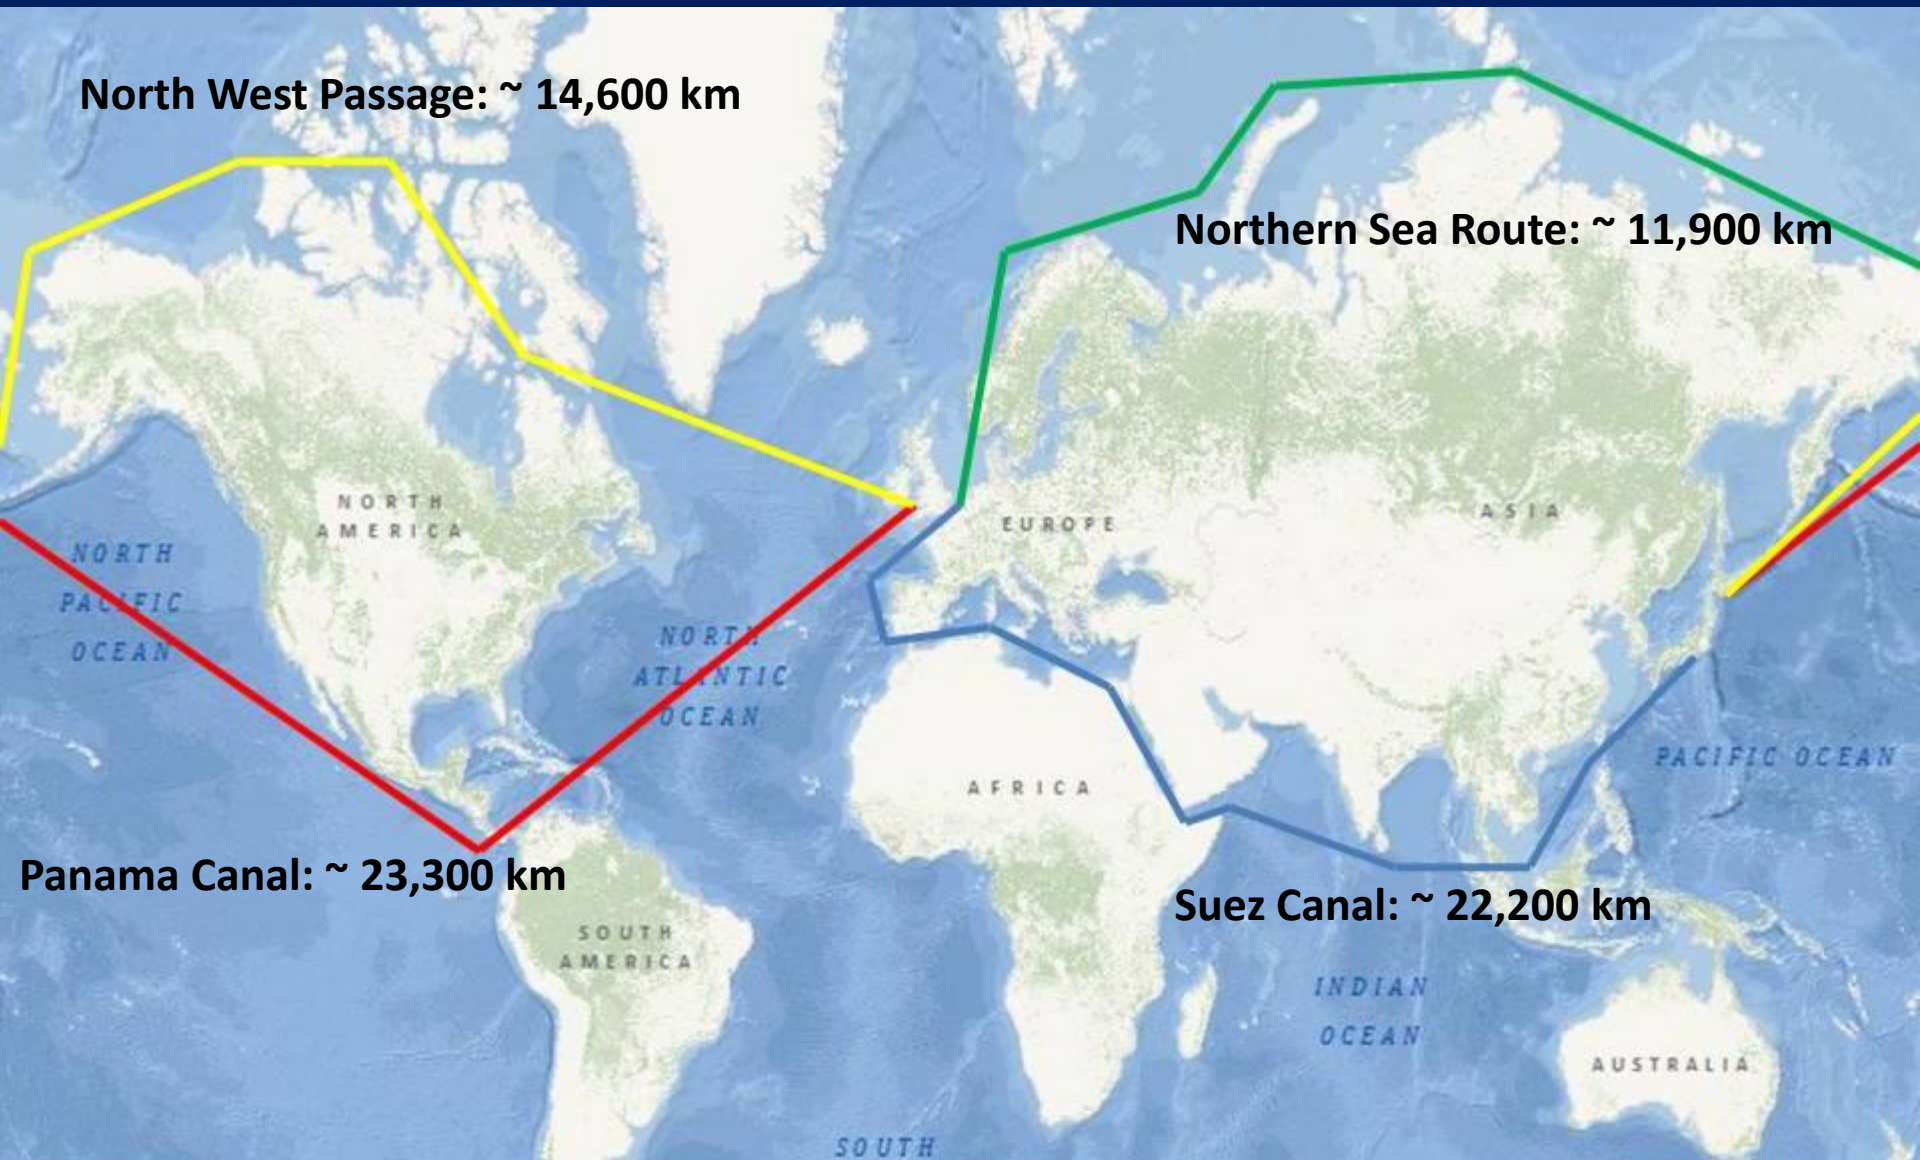 North West Passage: ~ 14,600 km
Northern Sea Route: ~ 11,900 km
NORTH
AMERICA
EUROPE
ASIA
NORTH
PACIFIC
OCEAN
NORTH
ATLANTIC
OCEAN
PACIFIC OCEAN
AFRICA
Panama Canal: ~ 23,300 km
Suez Canal: ~ 22,200 km
SOUTH
AMERICA
INDIAN
OCEAN
AUSTRALIA
SOUTH